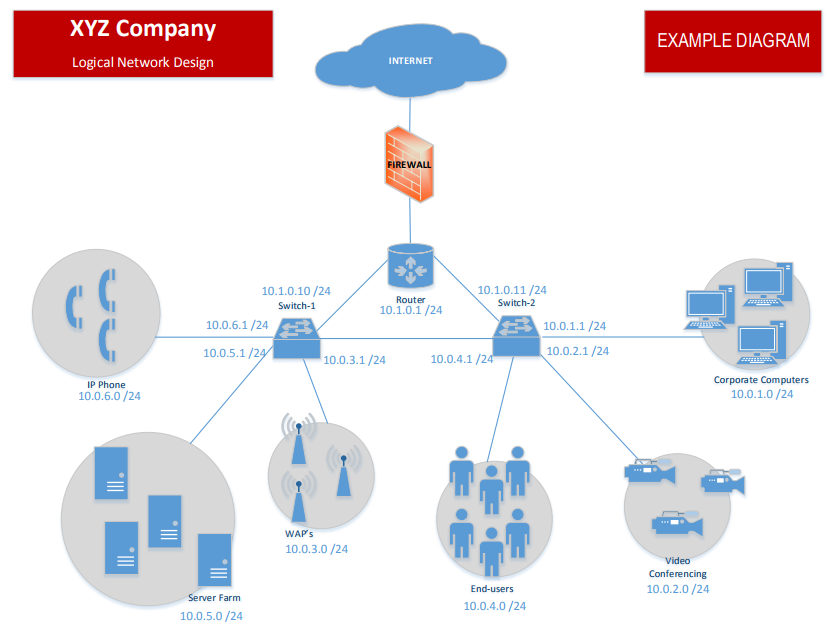 XYZ Company
Logical Network Design
EXAMPLE DIAGRAM
INTERNET
FIREWALL
Router
10.1.0.1 /24
10.1.0.10 /24
Switch-1
10.1.0.11 /24
Switch-2
10.0.6.1 /24
10.0.5.1 /24
10.0.3.1 /24
10.0.4.1 /24
10.0.1.1 /24
10.0.2.1 /24
IP Phone
10.0.6.0 /24
Corporate Computers
10.0.1.0 /24
WAP's
10.0.3.0 /24
Server Farm
10.0.5.0 /24
End-users
10.0.4.0 /24
Video
Conferencing
10.0.2.0 /24